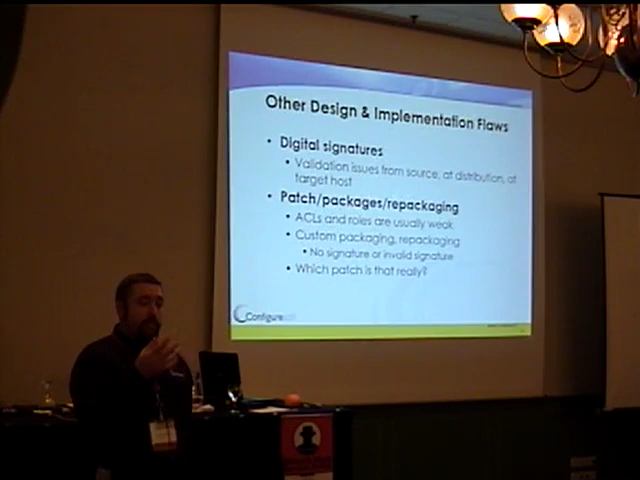 Other Design & Implementation Flaws
• Digital signatures
• Validation issues from source, at distribution, at
target host
• Patch/packages/repackaging
• ACLs and roles are usually weak
• Custom packaging, repackaging
• No signature or invalid signature
• Which patch is that really?
Configuresoft